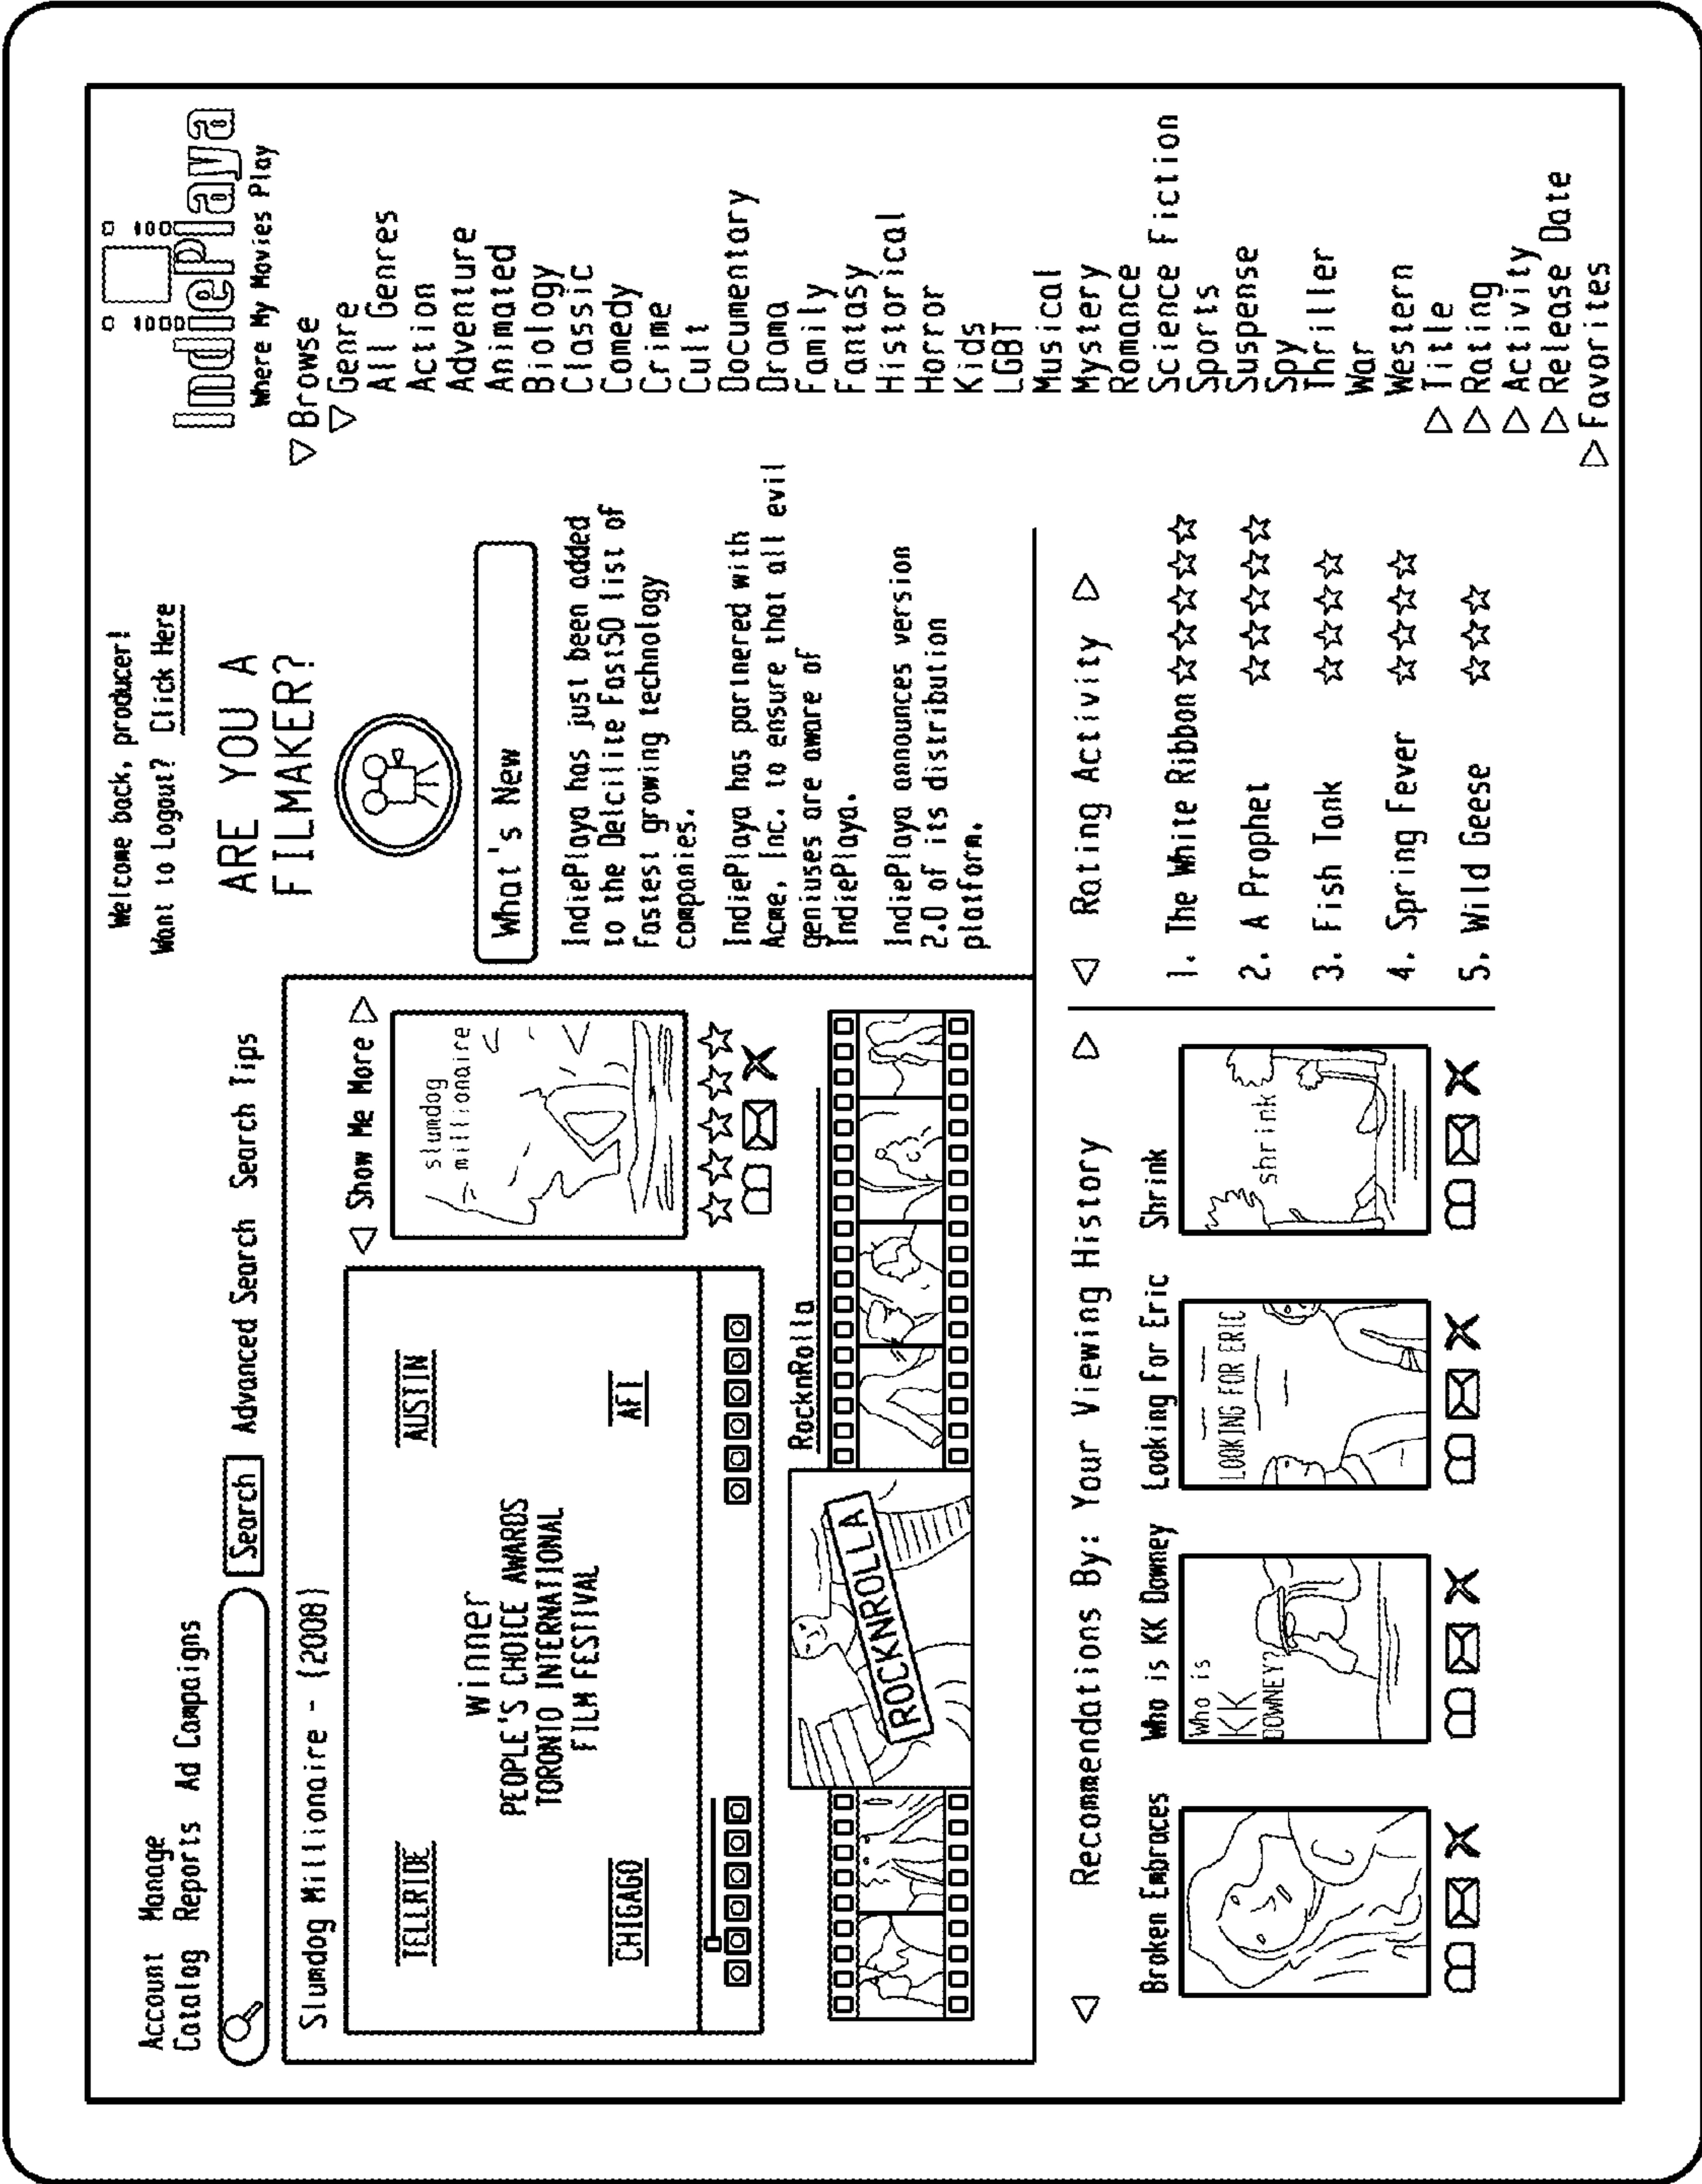 Account Manage
Catalog Reports Ad Campaigns
Search Advanced Search Search Tips
Welcome back, producer!
Want to Logout? Click Here
ARE YOU A
FILMAKER?
IndiePlaya
Where My Movies Play
Slumdog Millionaire - (2008)
Show Me More
TELLRIDE
AUSTIN
winner
PEOPLE'S CHOICE AWARDS
TORONTO INTERNATIONAL
FILM FESTIVAL
CHIGAGO
AFI
slumdog
millionaire
RocknRolla
ROCKNROLLA
What's New
IndiePlaya has just been added
to the Delcilite Fast50 list of
Fastest growing technology
companies.
IndiePlaya has partnered with
Acme, Inc. to ensure that all evil
geniuses are aware of
IndiePlaya.
IndiePlaya announces version
2.0 of its distribution
platform.
Recommendations By: Your Viewing History
Broken Embraces
Who is KK Downey
Looking For Eric
Shrink
Who is
KK
DOWNEY?
LOOKING FOR ERIC
shrink
Rating Activity
1. The White Ribbon
2. A Prophet
3. Fish Tank
4. Spring Fever
5. Wild Geese
Browse
Genre
All Genres
Action
Adventure
Animated
Biology
Classic
Comedy
Crime
Cult
Documentary
Drama
Family
Fantasy
Historical
Horror
Kids
LGBT
Musical
Mystery
Romance
Science Fiction
Sports
Suspense
Spy
Thriller
War
Western
Title
Rating
Activity
Release Date
Favorites